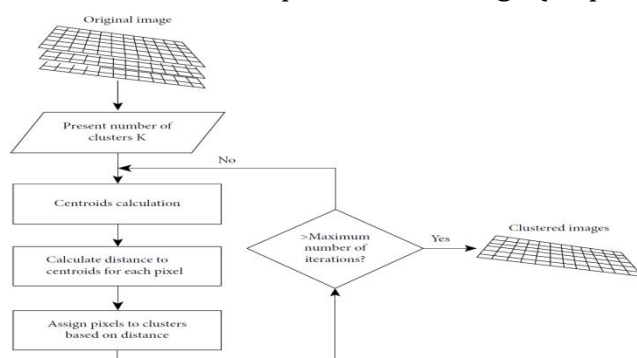 Original image
Present number of
clusters K
No
Centroids calculation
>Maximum
number of
iterations?
Yes
Clustered images
Calculate distance to
centroids for each pixel
Assign pixels to clusters
based on distance